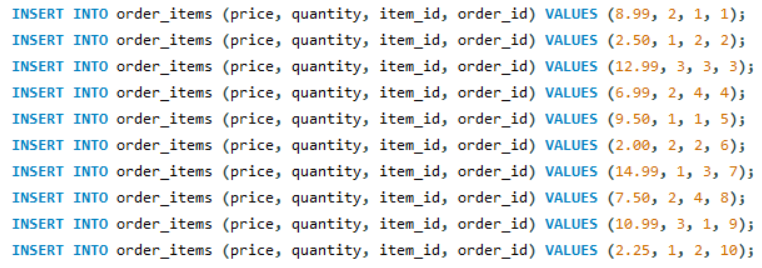 INSERT INTO order_items (price, quantity, item_id, order_id) VALUES (8.99, 2, 1, 1);
INSERT INTO order_items (price, quantity, item_id, order_id) VALUES (2.50, 1, 2, 2);
INSERT INTO order_items (price, quantity, item_id, order_id) VALUES (12.99, 3, 3, 3);
INSERT INTO order_items (price, quantity, item_id, order_id) VALUES (6.99, 2, 4, 4);
INSERT INTO order_items (price, quantity, item_id, order_id) VALUES (9.50, 1, 1, 5);
INSERT INTO order_items (price, quantity, item_id, order_id) VALUES (2.00, 2, 2, 6);
INSERT INTO order_items (price, quantity, item_id, order_id) VALUES (14.99, 1, 3, 7);
INSERT INTO order_items (price, quantity, item_id, order_id) VALUES (7.50, 2, 4, 8);
INSERT INTO order_items (price, quantity, item_id, order_id) VALUES (10.99, 3, 1, 9);
INSERT INTO order_items (price, quantity, item_id, order_id) VALUES (2.25, 1, 2, 10);